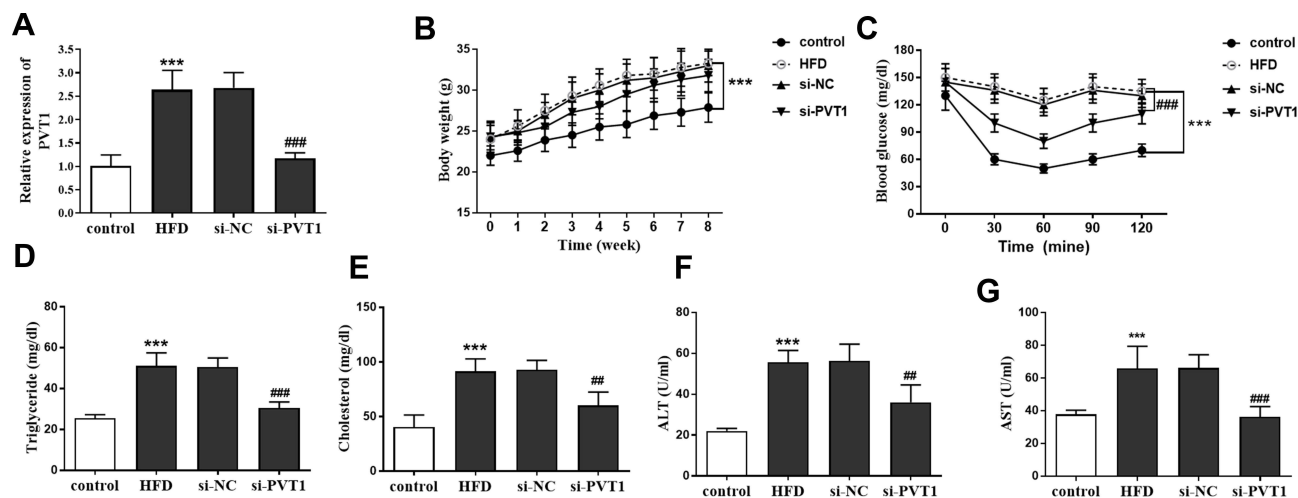 A
Relative expression of
PVT1
3.5
3.0
2.5
2.0
1.5
1.0
0.5
0.0
***
###
control HFD si-NC si-PVT1
B
Body weight (g)
35
30
25
20
15
0 1 2 3 4 5 6 7 8
Time (week)
control
HFD
si-NC
si-PVT1
***
C
Blood glucose (mg/dl)
180
150
120
90
60
30
0
0 30 60 90 120
Time (mine)
control
HFD
si-NC
si-PVT1
###
***
D
Triglyceride (mg/dl)
80
60
40
20
0
***
###
control HFD si-NC si-PVT1
E
Cholesterol (mg/dl)
150
100
50
0
***
##
control HFD si-NC si-PVT1
F
ALT (U/ml)
80
60
40
20
0
***
##
control HFD si-NC si-PVT1
G
AST (U/ml)
100
80
60
40
20
0
***
###
control HFD si-NC si-PVT1